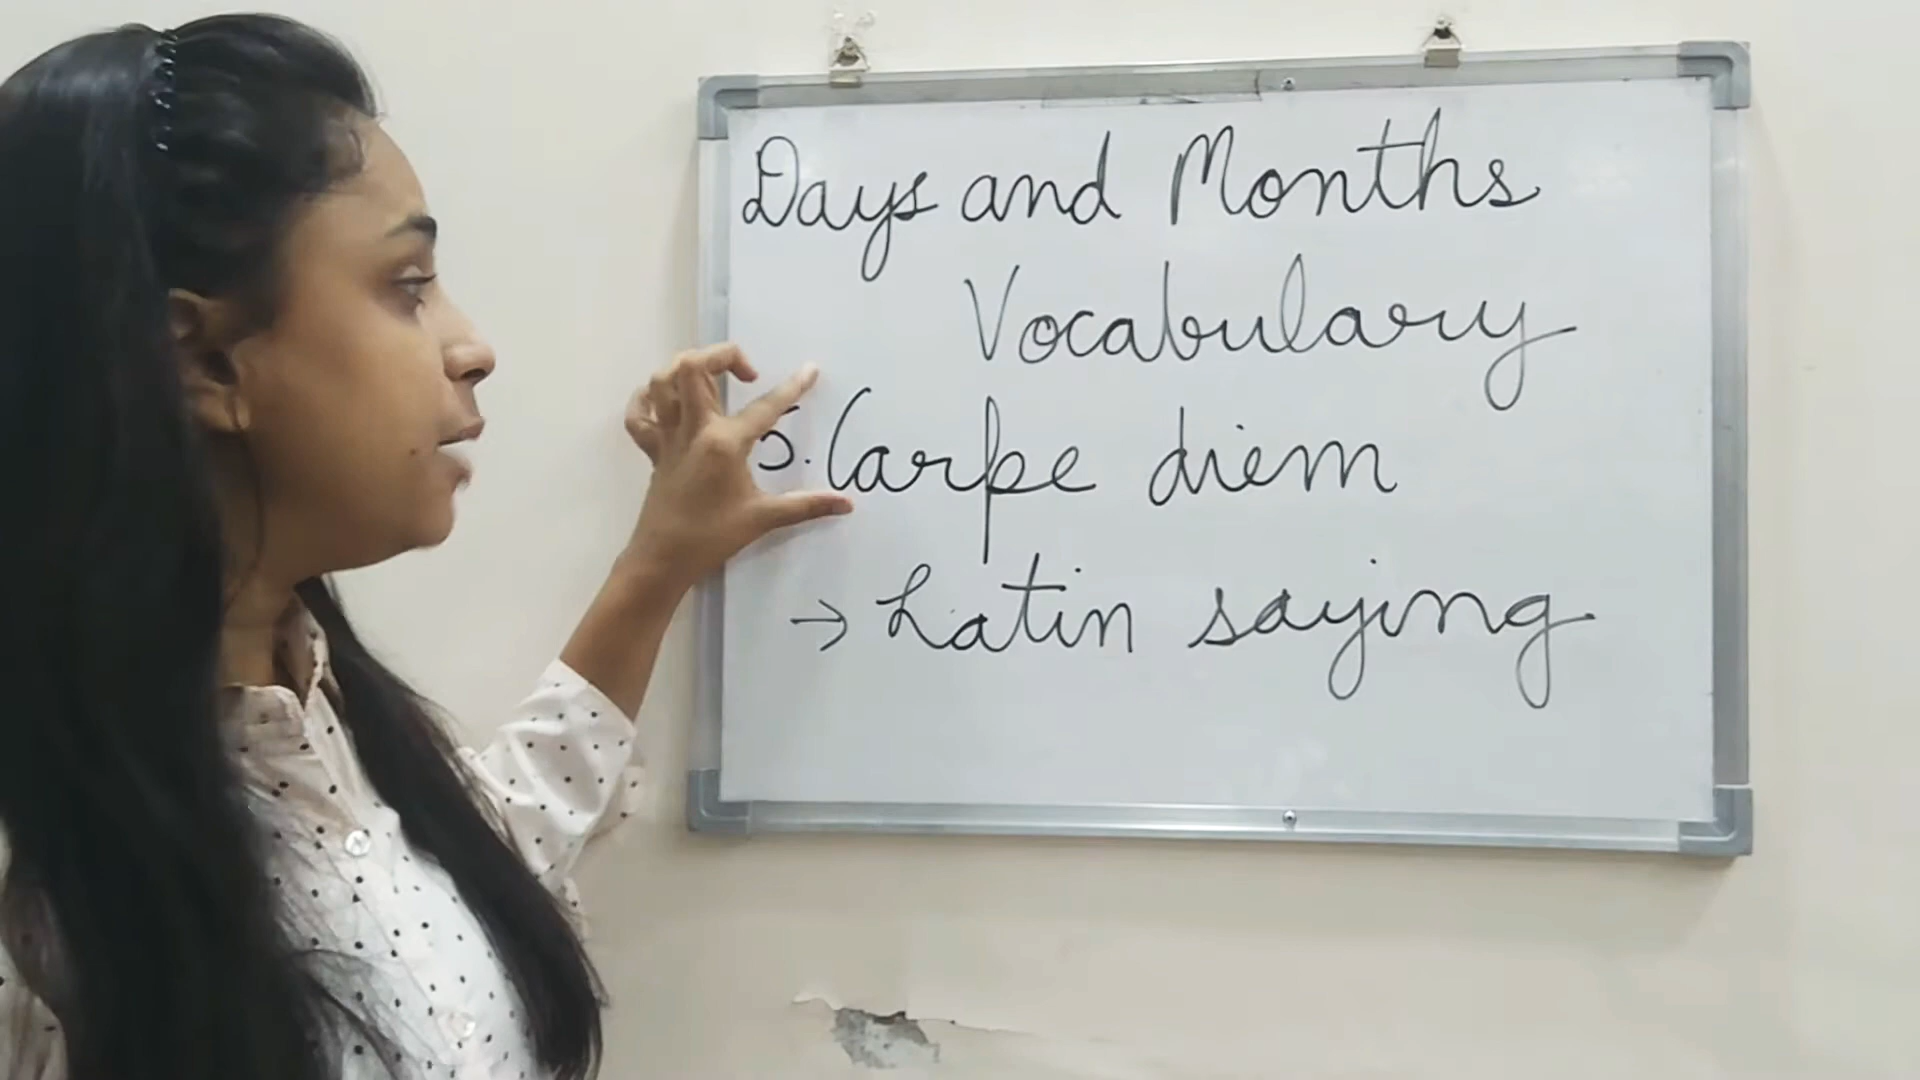 Days and Months
Vocabulary
5. Carpe diem
→ Latin saying